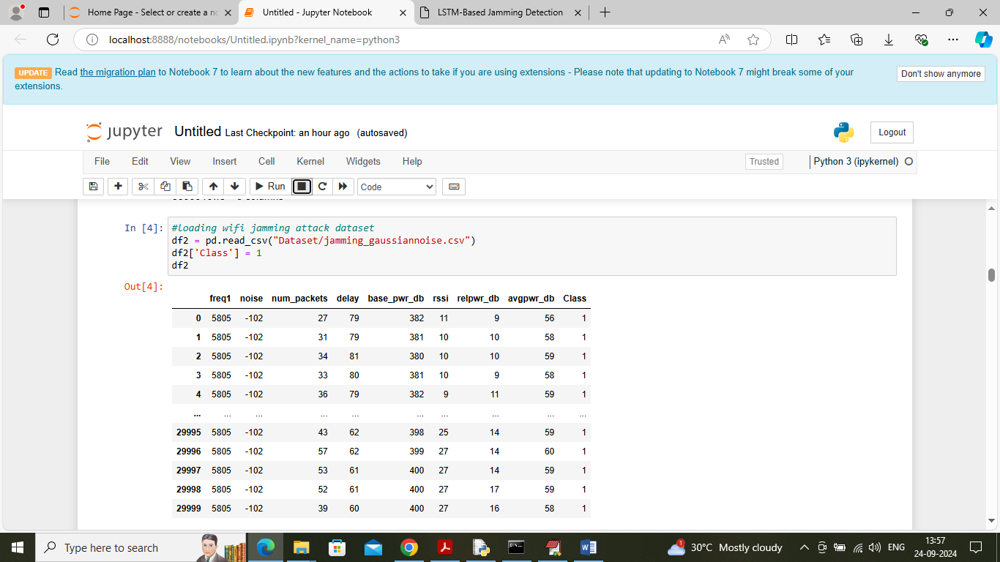 Home Page - Select or create a no
Untitled - Jupyter Notebook
LSTM-Based Jamming Detection
localhost:8888/notebooks/Untitled.ipynb?kernel_name=python3
UPDATE Read the migration plan to Notebook 7 to learn about the new features and the actions to take if you are using extensions - Please note that updating to Notebook 7 might break some of your
extensions.
Don't show anymore
jupyter Untitled Last Checkpoint: an hour ago (autosaved)
Logout
File Edit View Insert Cell Kernel Widgets Help
Trusted
Python 3 (ipykernel)
Run
Code
In [4]: #Loading wifi jamming attack dataset
df2 = pd.read_csv("Dataset/jamming_gaussiannoise.csv")
df2['Class'] = 1
df2
Out[4]:
freq1 noise num_packets delay base_pwr_db rssi relpwr_db avgpwr_db Class
0 5805 -102 27 79 382 11 9 56 1
1 5805 -102 31 79 381 10 10 58 1
2 5805 -102 34 81 380 10 10 59 1
3 5805 -102 33 80 381 10 9 58 1
4 5805 -102 36 79 382 9 11 59 1
... ... ... ... ... ... ... ... ... ...
29995 5805 -102 43 62 398 25 14 59 1
29996 5805 -102 57 62 399 27 14 60 1
29997 5805 -102 53 61 400 27 14 59 1
29998 5805 -102 52 61 400 27 17 59 1
29999 5805 -102 39 60 400 27 16 58 1
Type here to search
1
30°C Mostly cloudy
ENG
13:57
24-09-2024